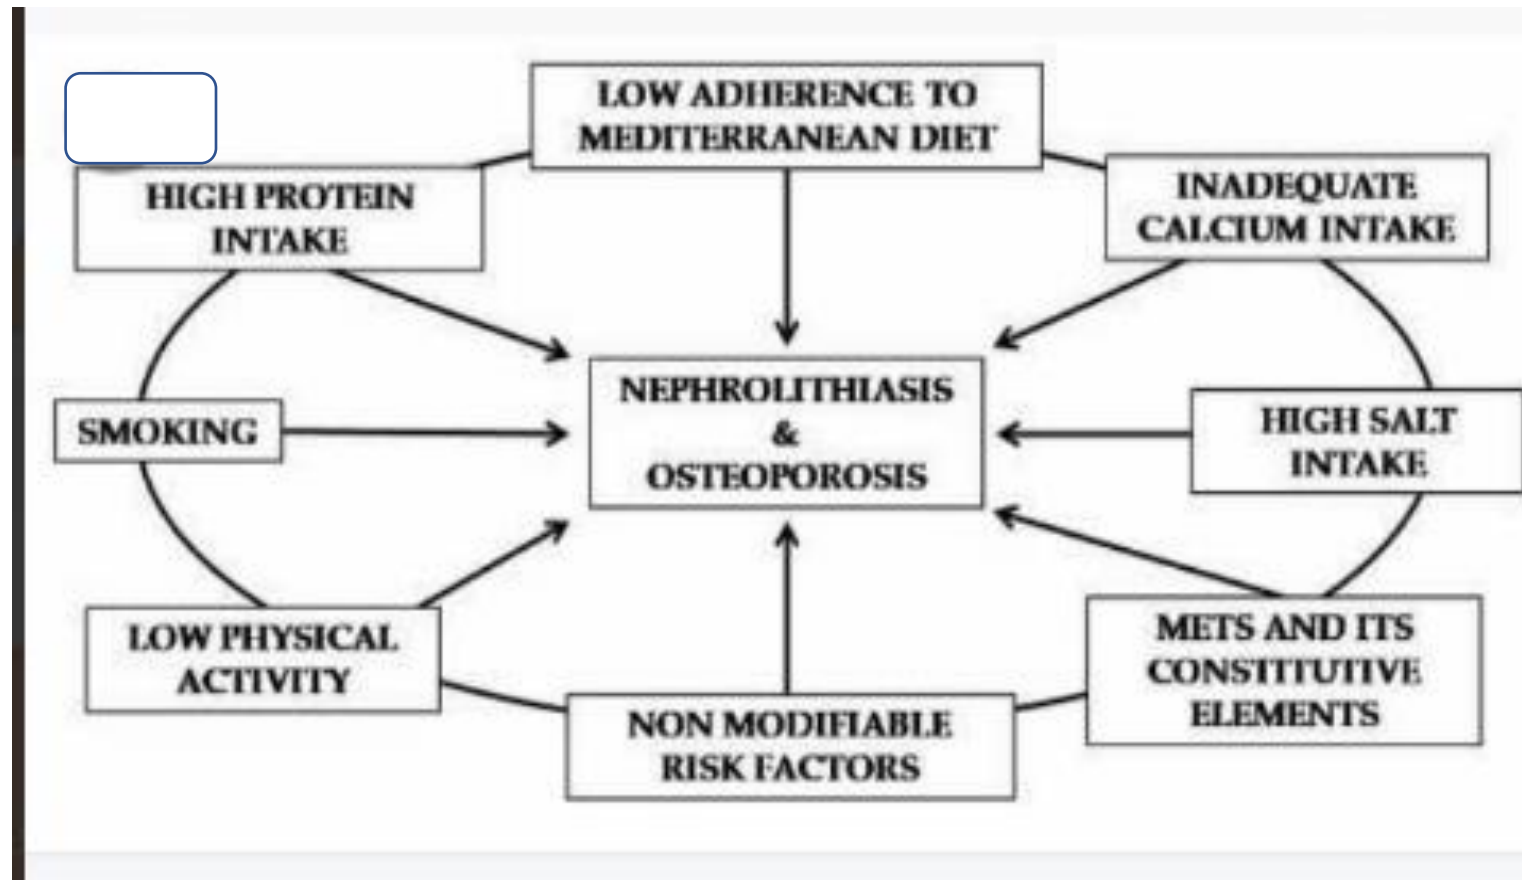 LOW ADHERENCE TO
MEDITERRANEAN DIET
HIGH PROTEIN
INTAKE
INADEQUATE
CALCIUM INTAKE
NEPHROLITHIASIS
&
OSTEOPOROSIS
SMOKING
HIGH SALT
INTAKE
LOW PHYSICAL
ACTIVITY
METS AND ITS
CONSTITUTIVE
ELEMENTS
NON MODIFIABLE
RISK FACTORS